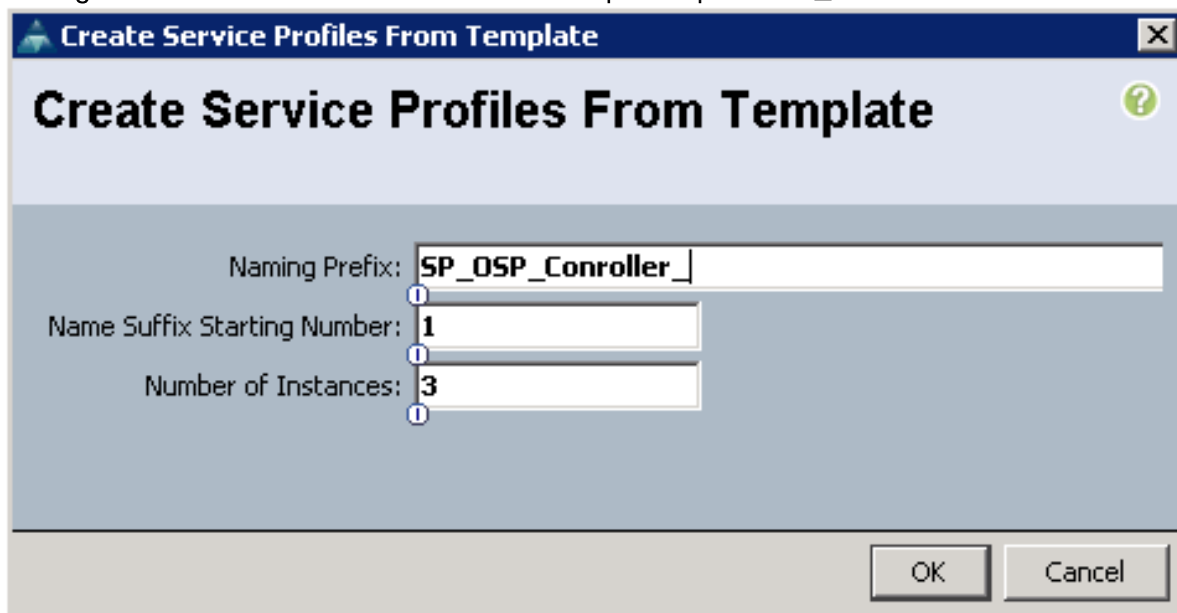 Create Service Profiles From Template
Create Service Profiles From Template
Naming Prefix: SP_OSP_Conroller_
Name Suffix Starting Number: 1
Number of Instances: 3
OK Cancel